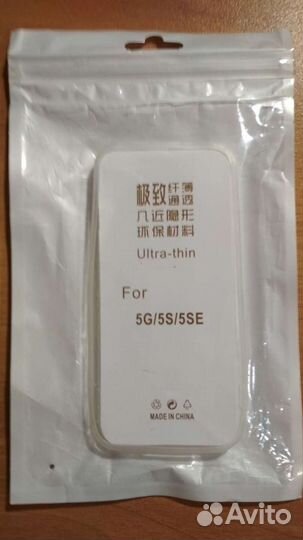 极致纤薄
通透
几近隐形
环保材料
Ultra-thin
For
5G/5S/5SE
MADE IN CHINA
Avito